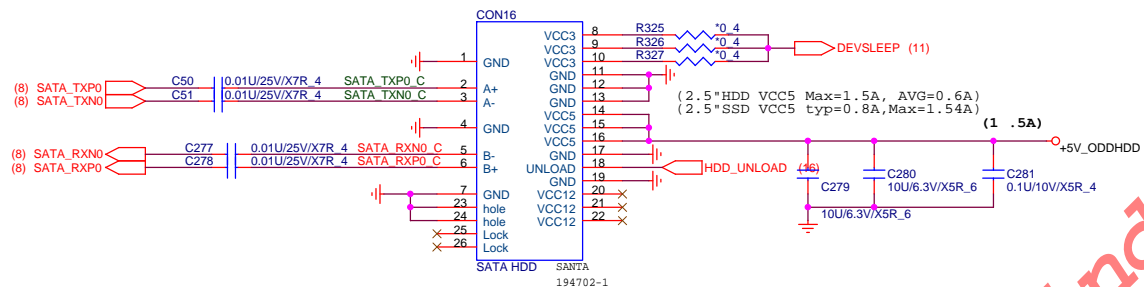 CON16
1 GND
(8) SATA_TXP0 C50 0.01U/25V/X7R_4 SATA_TXP0_C 2 A+
(8) SATA_TXN0 C51 0.01U/25V/X7R_4 SATA_TXN0_C 3 A-
4 GND
(8) SATA_RXN0 C277 0.01U/25V/X7R_4 SATA_RXN0_C 5 B-
(8) SATA_RXP0 C278 0.01U/25V/X7R_4 SATA_RXP0_C 6 B+
7 GND
23 hole
24 hole
25 Lock
26 Lock
VCC3 8 R325 *0_4
VCC3 9 R326 *0_4
VCC3 10 R327 *0_4
DEVSLEEP (11)
GND 11
GND 12
GND 13
VCC5 14
VCC5 15
VCC5 16
GND 17
UNLOAD 18 HDD_UNLOAD (16)
GND 19
VCC12 20
VCC12 21
VCC12 22
(2.5"HDD VCC5 Max=1.5A, AVG=0.6A)
(2.5"SSD VCC5 typ=0.8A,Max=1.54A)
(1 .5A)
+5V_ODDHDD
C279
10U/6.3V/X5R_6
C280
10U/6.3V/X5R_6
C281
0.1U/10V/X5R_4
SATA HDD
SANTA
194702-1